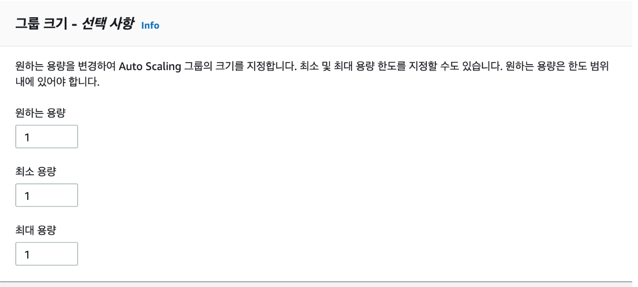 그룹 크기 - 선택 사항 Info
원하는 용량을 변경하여 Auto Scaling 그룹의 크기를 지정합니다. 최소 및 최대 용량 한도를 지정할 수도 있습니다. 원하는 용량은 한도 범위
내에 있어야 합니다.
원하는 용량
1
최소 용량
1
최대 용량
1